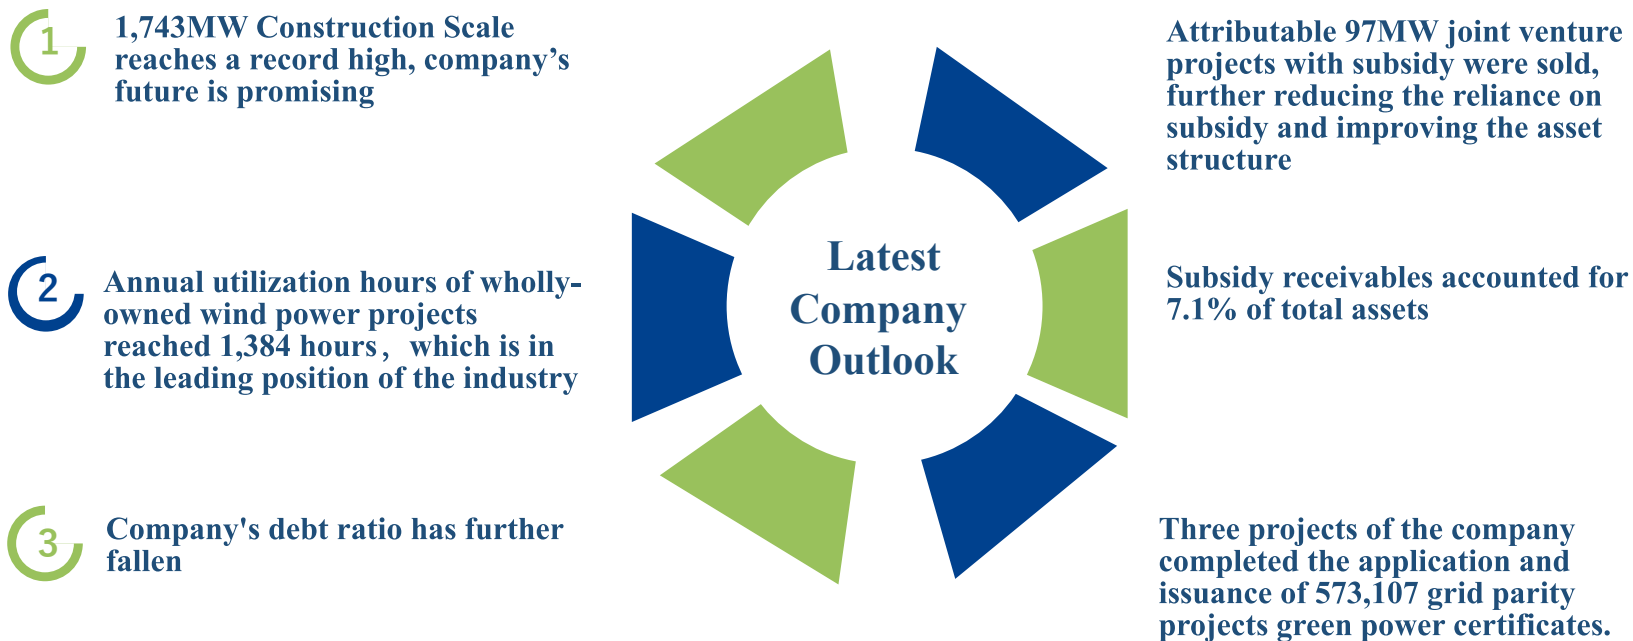 1
1,743MW Construction Scale
reaches a record high, company’s
future is promising
2
Annual utilization hours of wholly-
owned wind power projects
reached 1,384 hours，which is in
the leading position of the industry
3
Company's debt ratio has further
fallen
Latest
Company
Outlook
Attributable 97MW joint venture
projects with subsidy were sold,
further reducing the reliance on
subsidy and improving the asset
structure
Subsidy receivables accounted for
7.1% of total assets
Three projects of the company
completed the application and
issuance of 573,107 grid parity
projects green power certificates.